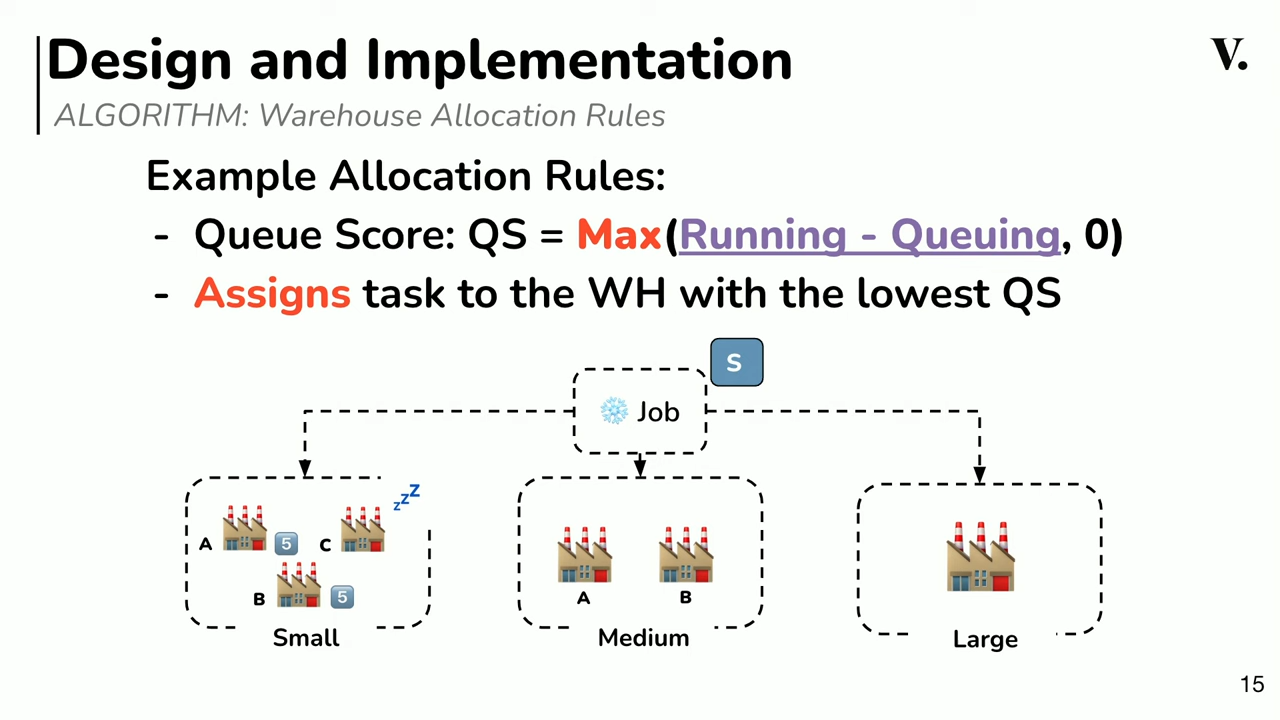 Design and Implementation
V.
ALGORITHM: Warehouse Allocation Rules
Example Allocation Rules:
- Queue Score: QS = Max(Running - Queuing, 0)
- Assigns task to the WH with the lowest QS
S
Job
zzZ
A 5 C
B 5
A B
Small
Medium
Large
15